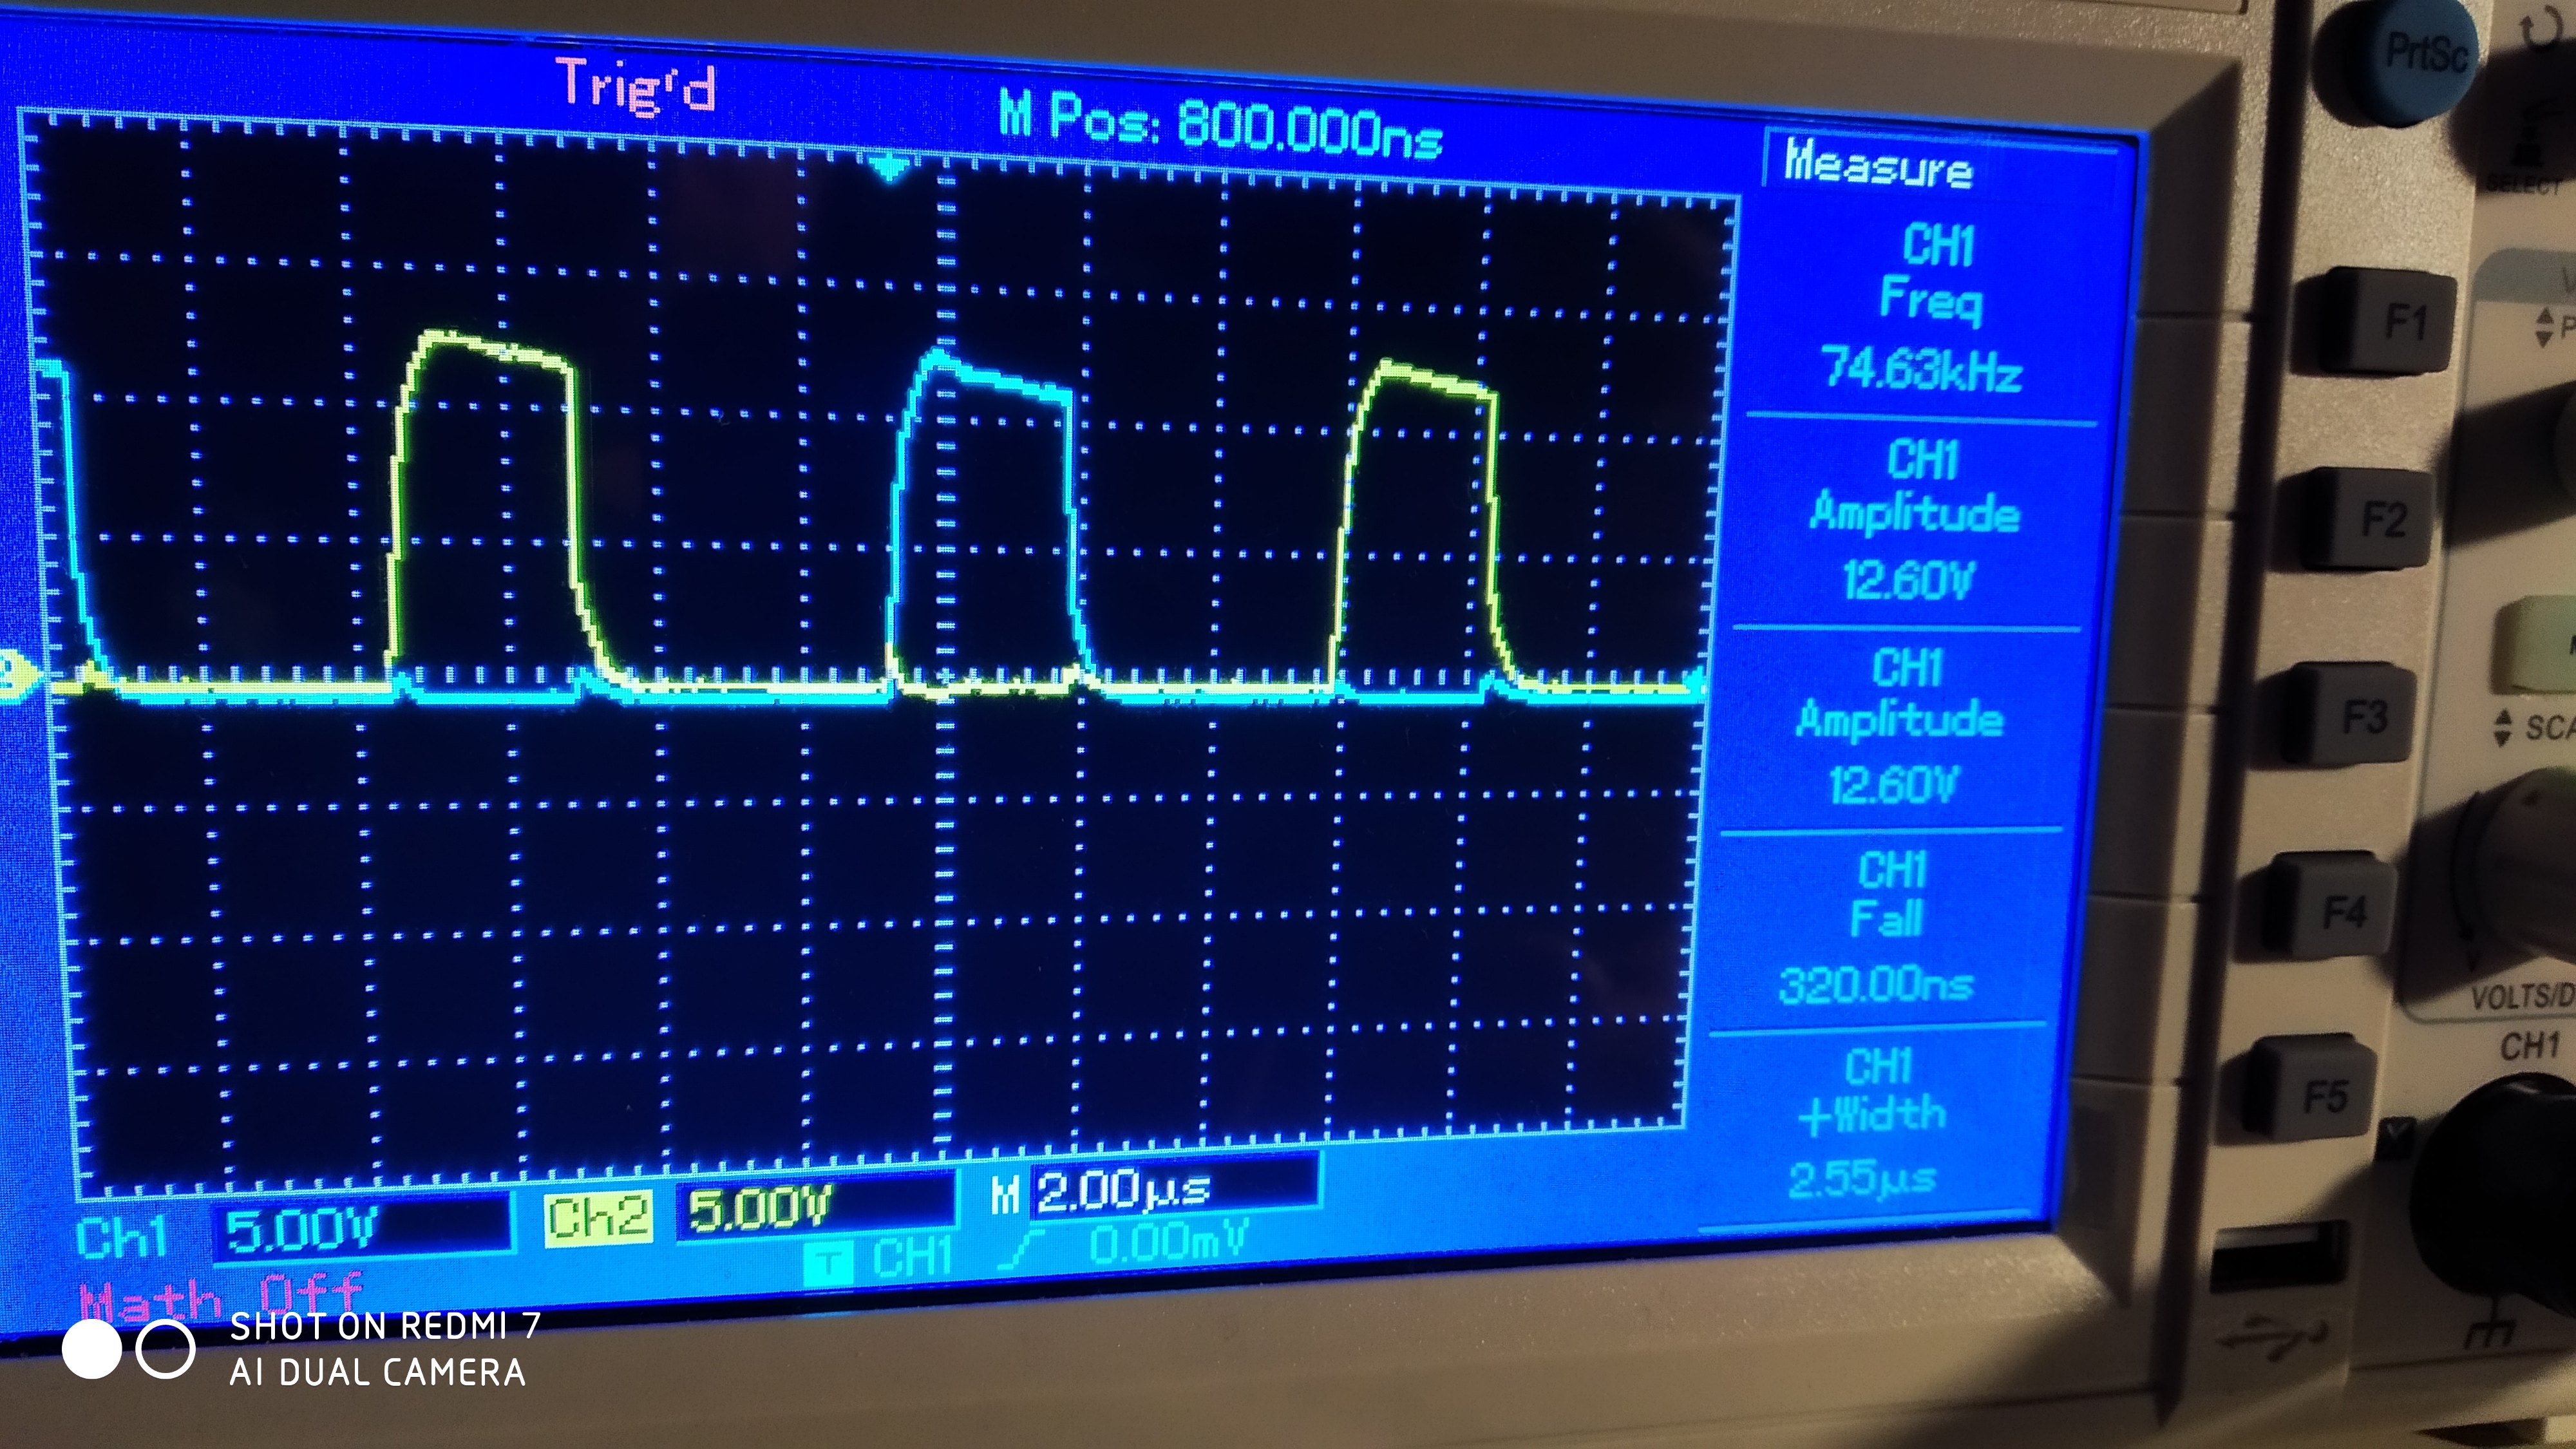 Trig'd
M Pos: 800.000ns
Measure
CH1
Freq
74.63kHz
CH1
Amplitude
12.60V
CH1
Amplitude
12.60V
CH1
Fall
320.00ns
CH1
+Width
2.55µs
Ch1 5.00V Ch2 5.00V M 2.00µs
T CH1 0.00mV
Math Off
PrtSc
SELECT
F1
F2
F3
F4
F5
CH1
SHOT ON REDMI 7
AI DUAL CAMERA